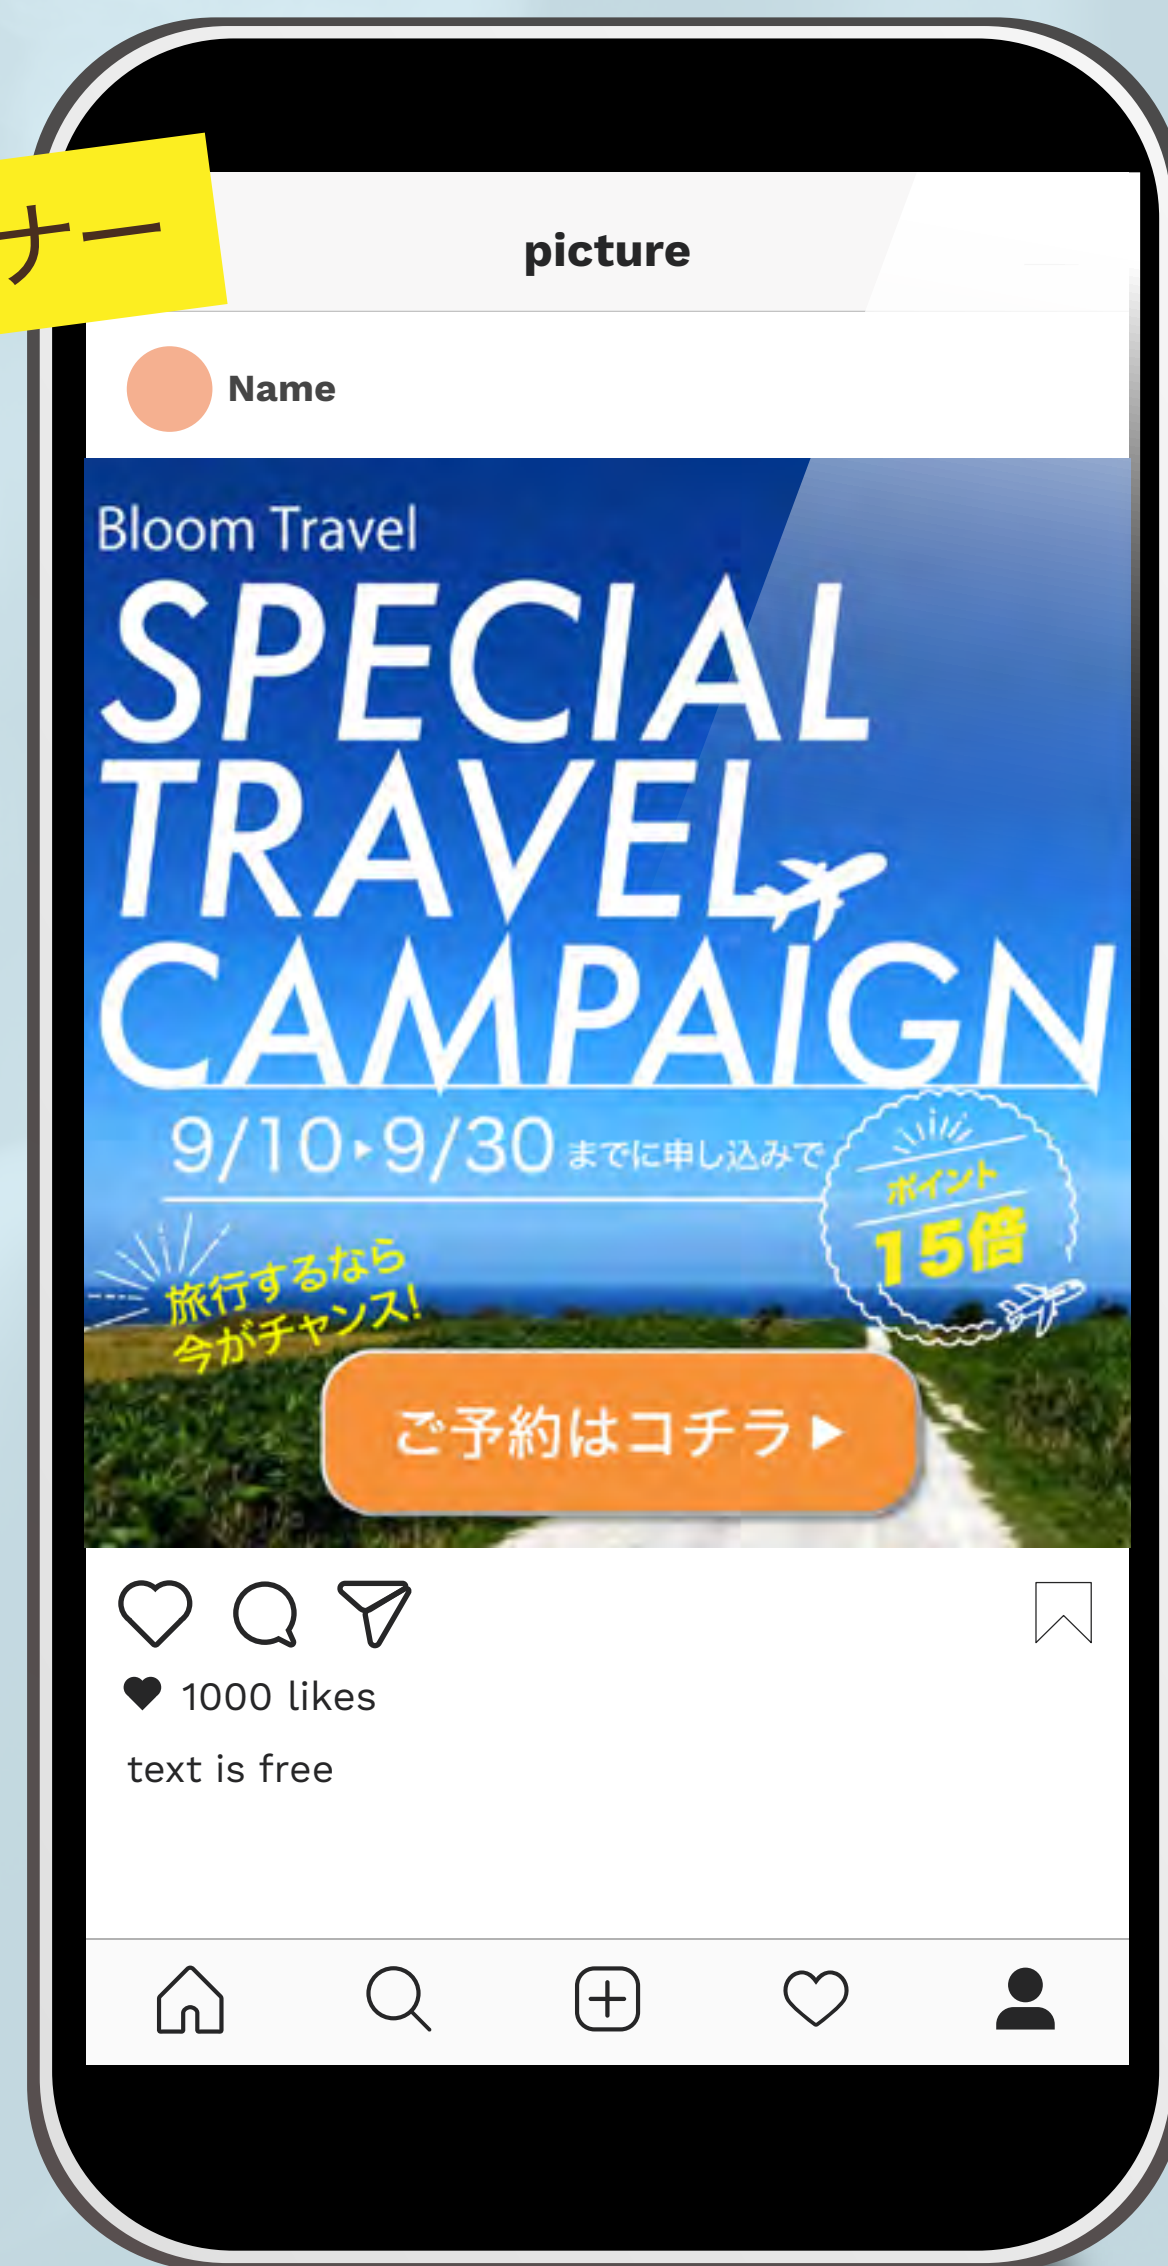 ナー
picture
Name
Bloom Travel
SPECIAL
TRAVEL
CAMPAIGN
9/10▸9/30 までに申し込みで
ポイント
15倍
旅行するなら
今がチャンス!
ご予約はコチラ▶
1000 likes
text is free